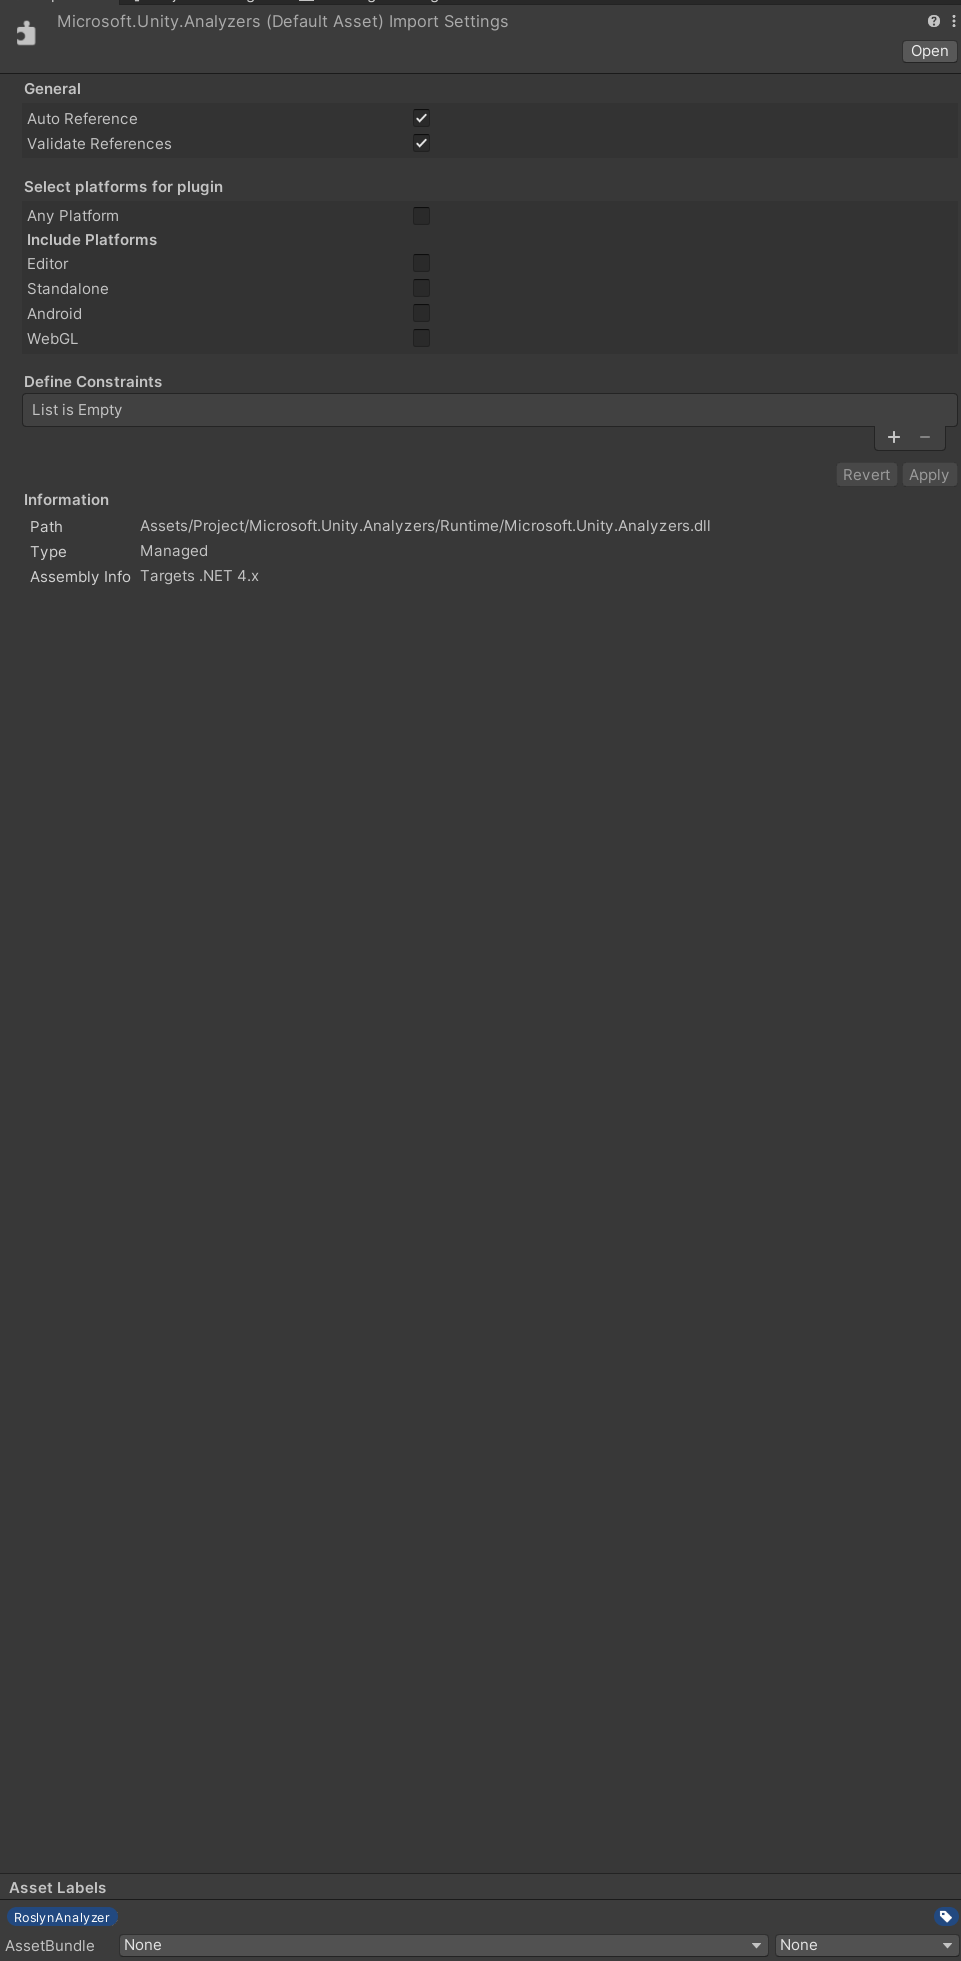 Microsoft.Unity.Analyzers (Default Asset) Import Settings
Open
General
Auto Reference
Validate References
Select platforms for plugin
Any Platform
Include Platforms
Editor
Standalone
Android
WebGL
Define Constraints
List is Empty
Revert Apply
Information
Path Assets/Project/Microsoft.Unity.Analyzers/Runtime/Microsoft.Unity.Analyzers.dll
Type Managed
Assembly Info Targets .NET 4.x
Asset Labels
RoslynAnalyzer
AssetBundle None None